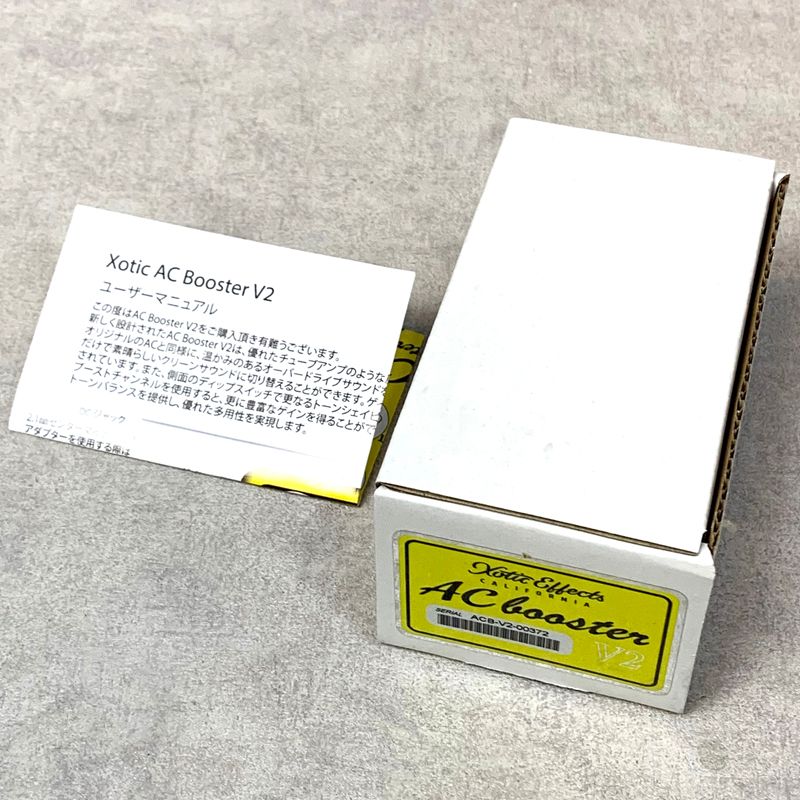 Xotic AC Booster V2
ユーザーマニュアル
この度はAC Booster V2をご購入頂き有難うございます。
新しく設計されたAC Booster V2は、優れたチューブアンプのような
オリジナルのACと同様に、温かみのあるオーバードライブサウンドを
だけで素晴らしいクリーンサウンドに切り替えることができます。ゲ
されています。また、側面のディップスイッチで更なるトーンシェイピ
ブーストチャンネルを使用すると、更に豊富なゲインを得ることがで
トーンバランスを提供し、優れた多用性を実現します。
DCジャック
アダプターを使用する際は
Xotic Effects
CALIFORNIA
AC booster
SERIAL ACB-V2-00372
V2